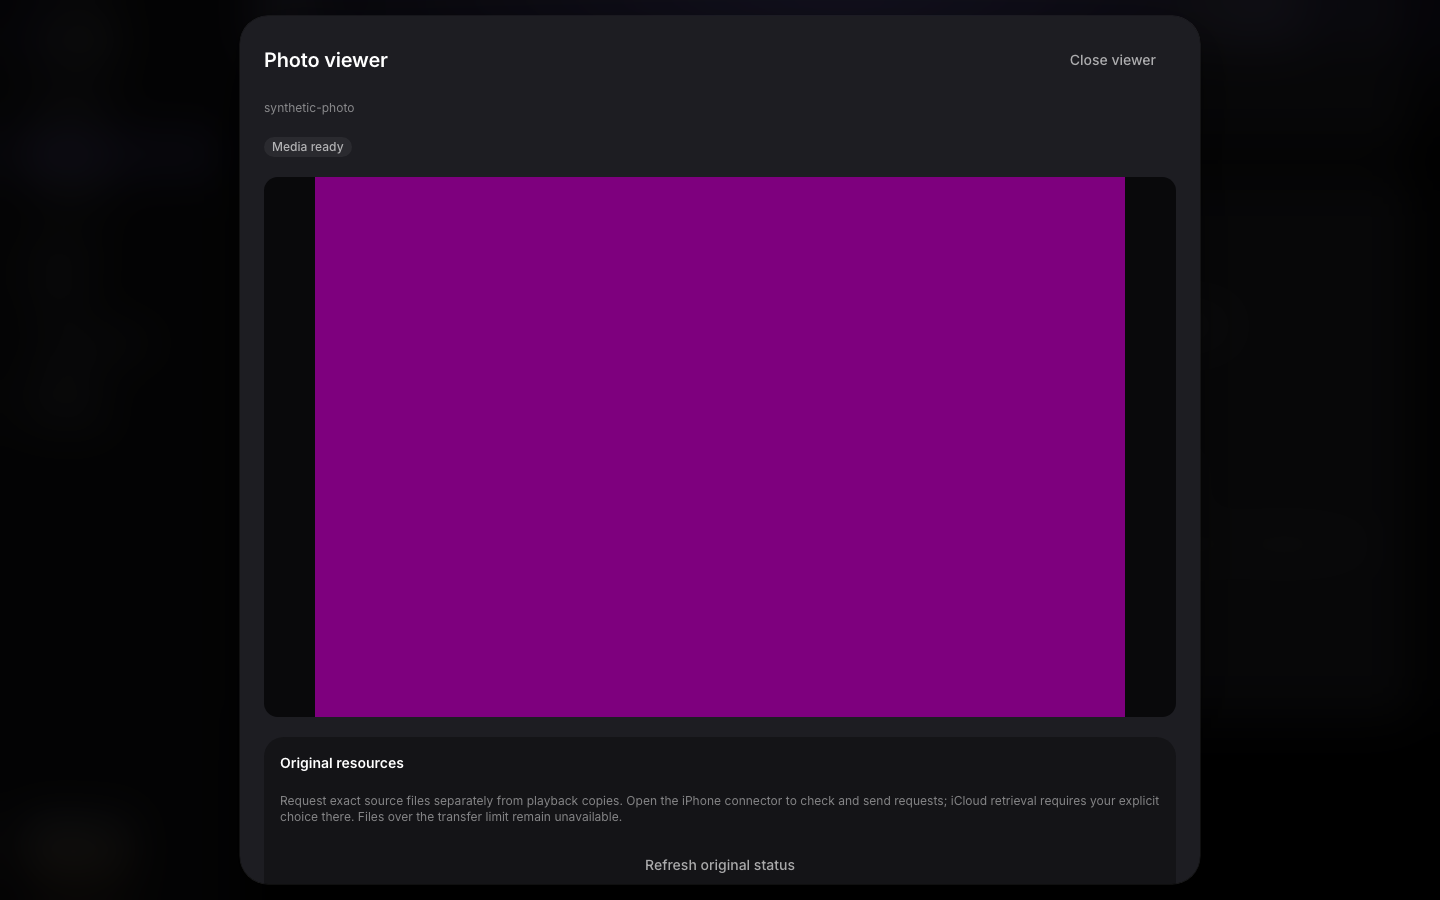 Photo viewer
Close viewer
synthetic-photo
Media ready
Original resources
Request exact source files separately from playback copies. Open the iPhone connector to check and send requests; iCloud retrieval requires your explicit
choice there. Files over the transfer limit remain unavailable.
Refresh original status